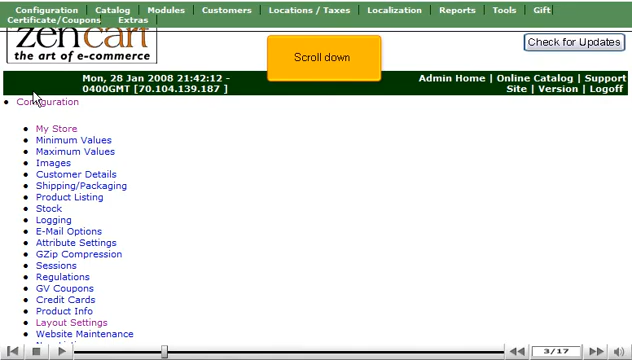 Configuration | Catalog | Modules | Customers | Locations / Taxes | Localization | Reports | Tools | Gift
Certificate/Coupons | Extras |
zen cart
the art of e-commerce
Scroll down
Check for Updates
Mon, 28 Jan 2008 21:42:12 -
0400GMT [70.104.139.187 ]
Admin Home | Online Catalog | Support
Site | Version | Logoff
Configuration
My Store
Minimum Values
Maximum Values
Images
Customer Details
Shipping/Packaging
Product Listing
Stock
Logging
E-Mail Options
Attribute Settings
GZip Compression
Sessions
Regulations
GV Coupons
Credit Cards
Product Info
Layout Settings
Website Maintenance
3/17